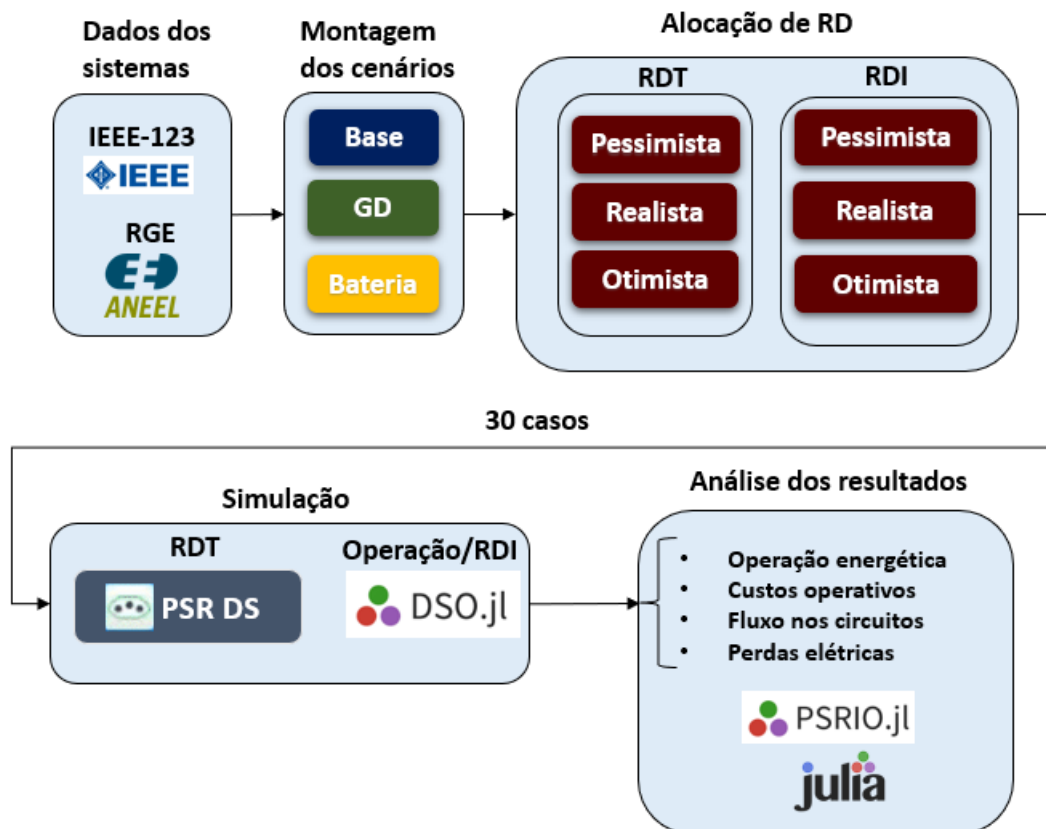 Dados dos
sistemas
IEEE-123
IEEE
RGE
ANEEL
Montagem
dos cenários
Base
GD
Bateria
Alocação de RD
RDT
Pessimista
Realista
Otimista
RDI
Pessimista
Realista
Otimista
30 casos
Simulação
RDT
PSR DS
Operação/RDI
DSO.jl
Análise dos resultados
• Operação energética
• Custos operativos
• Fluxo nos circuitos
• Perdas elétricas
PSRIO.jl
julia